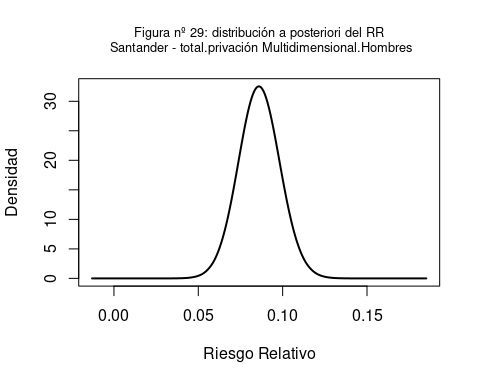 Figura nº 29: distribución a posteriori del RR
Santander - total.privación Multidimensional.Hombres
Densidad
30
20
10
5
0
0.00 0.05 0.10 0.15
Riesgo Relativo